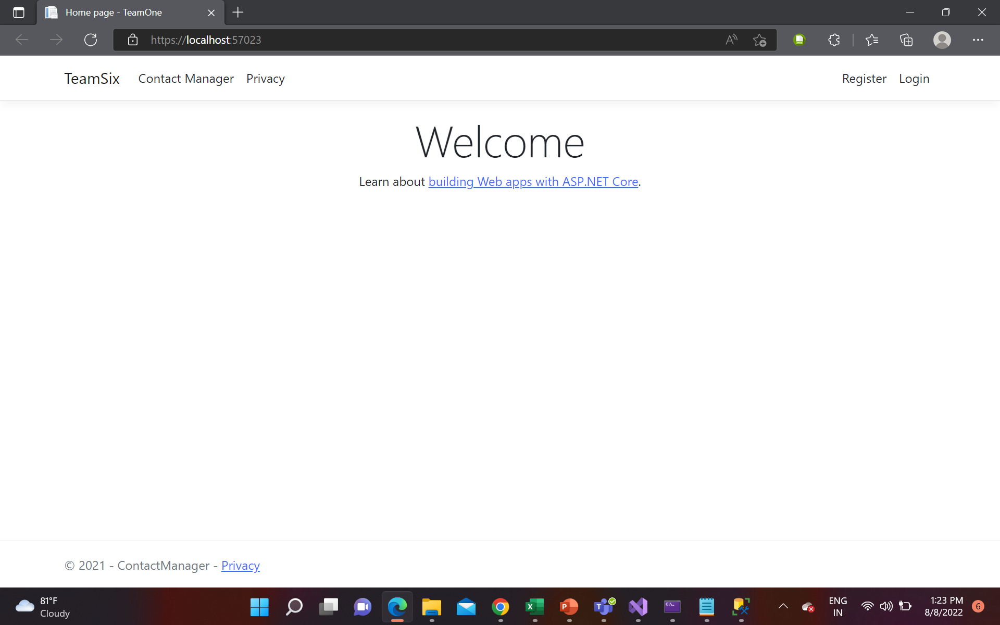 Home page - TeamOne
https://localhost:57023
TeamSix Contact Manager Privacy Register Login
Welcome
Learn about building Web apps with ASP.NET Core.
© 2021 - ContactManager - Privacy
81°F
Cloudy
ENG
IN
1:23 PM
8/8/2022
6